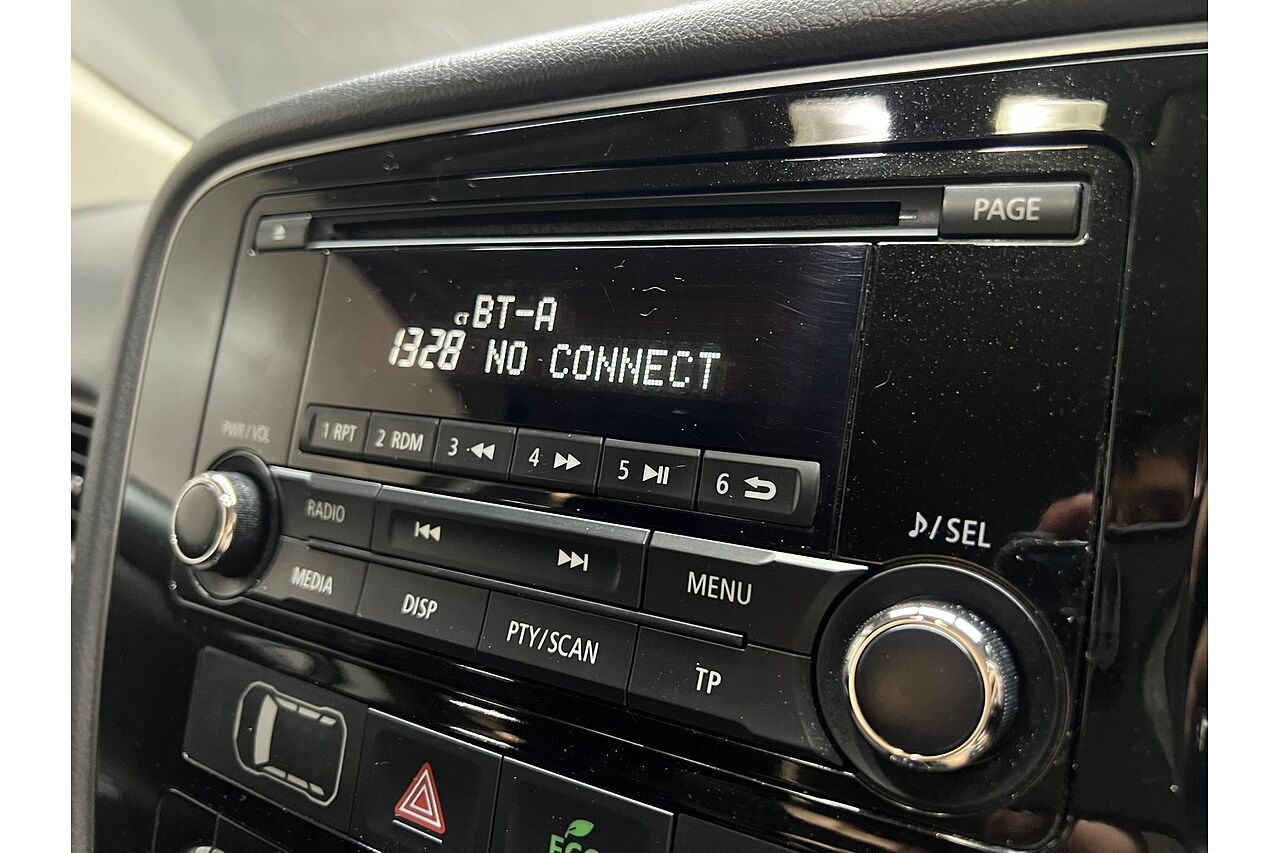 PAGE
CT BT-A
1328 NO CONNECT
PWR/VOL
1 RPT
2 RDM
3
4
5
6
RADIO
♪/SEL
MENU
MEDIA
DISP
PTY/SCAN
TP
ECO